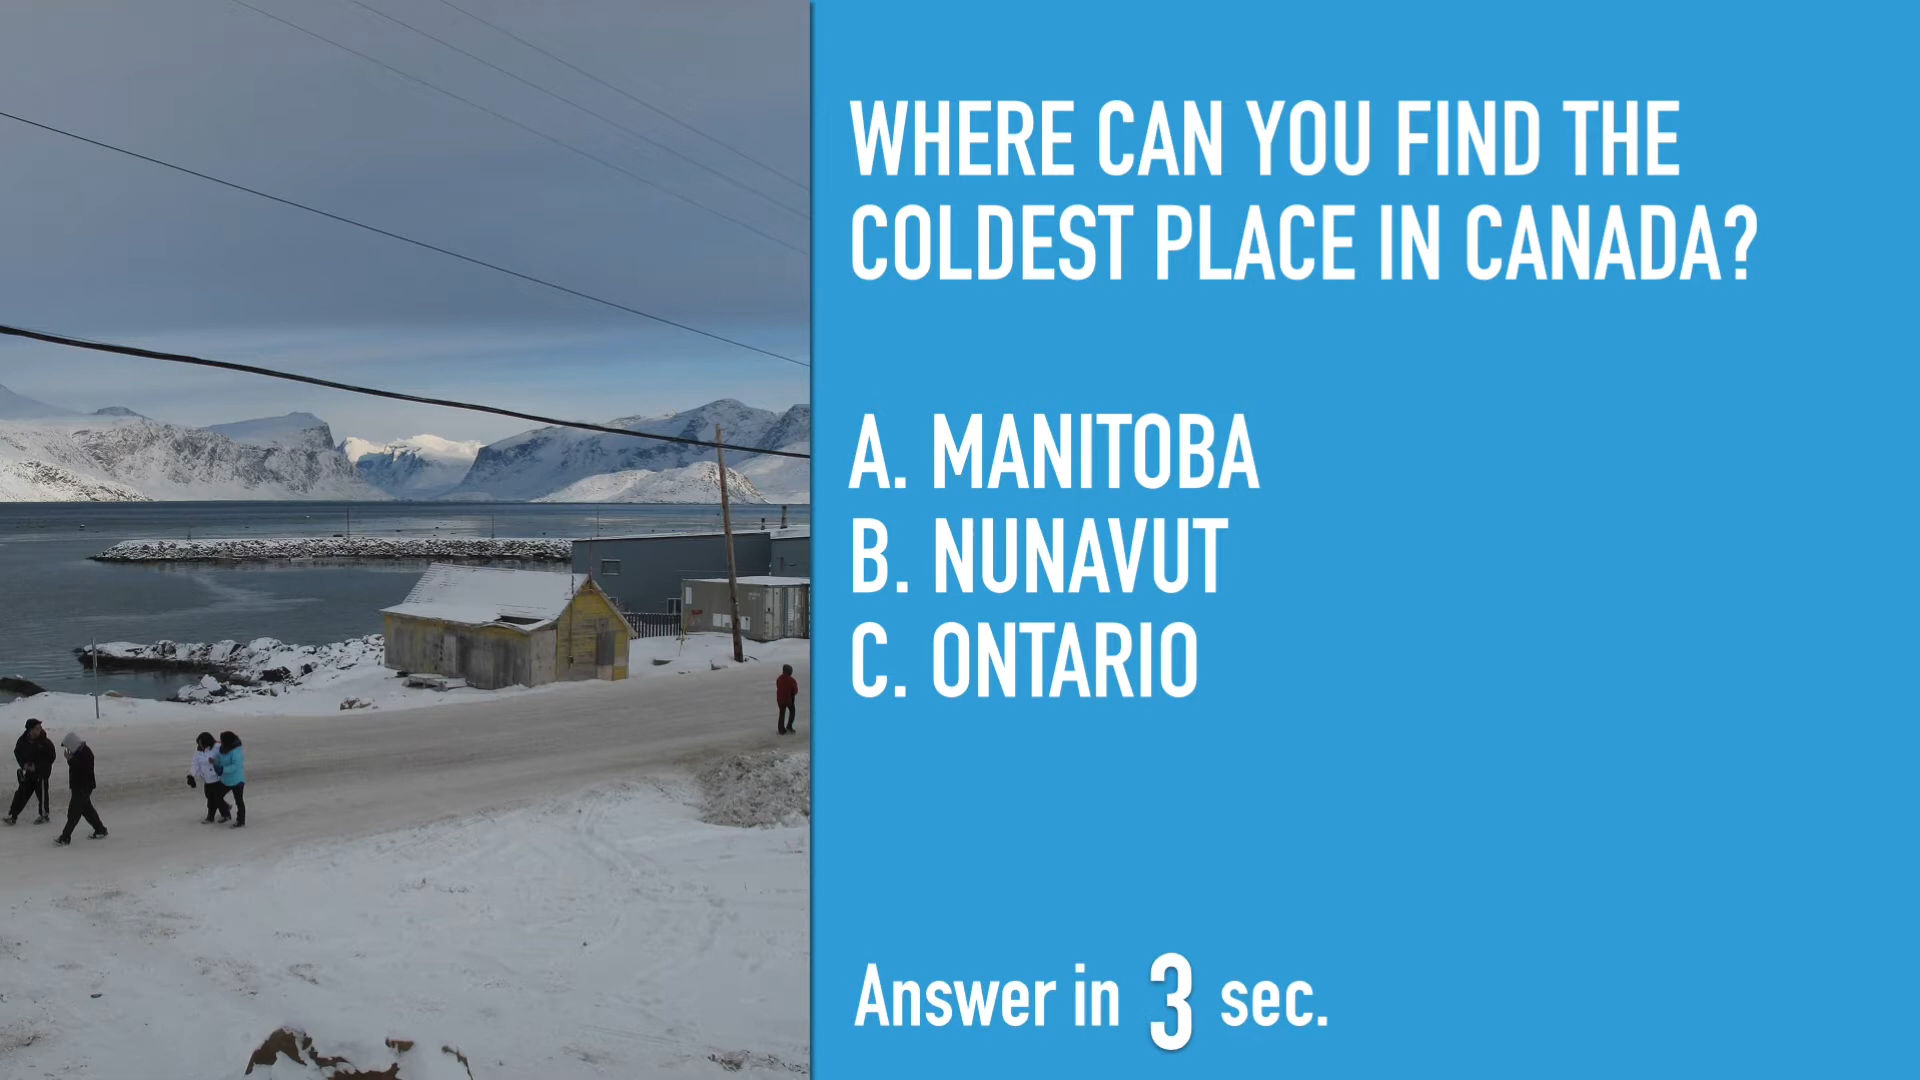 WHERE CAN YOU FIND THE
COLDEST PLACE IN CANADA?
A. MANITOBA
B. NUNAVUT
C. ONTARIO
Answer in 3 sec.